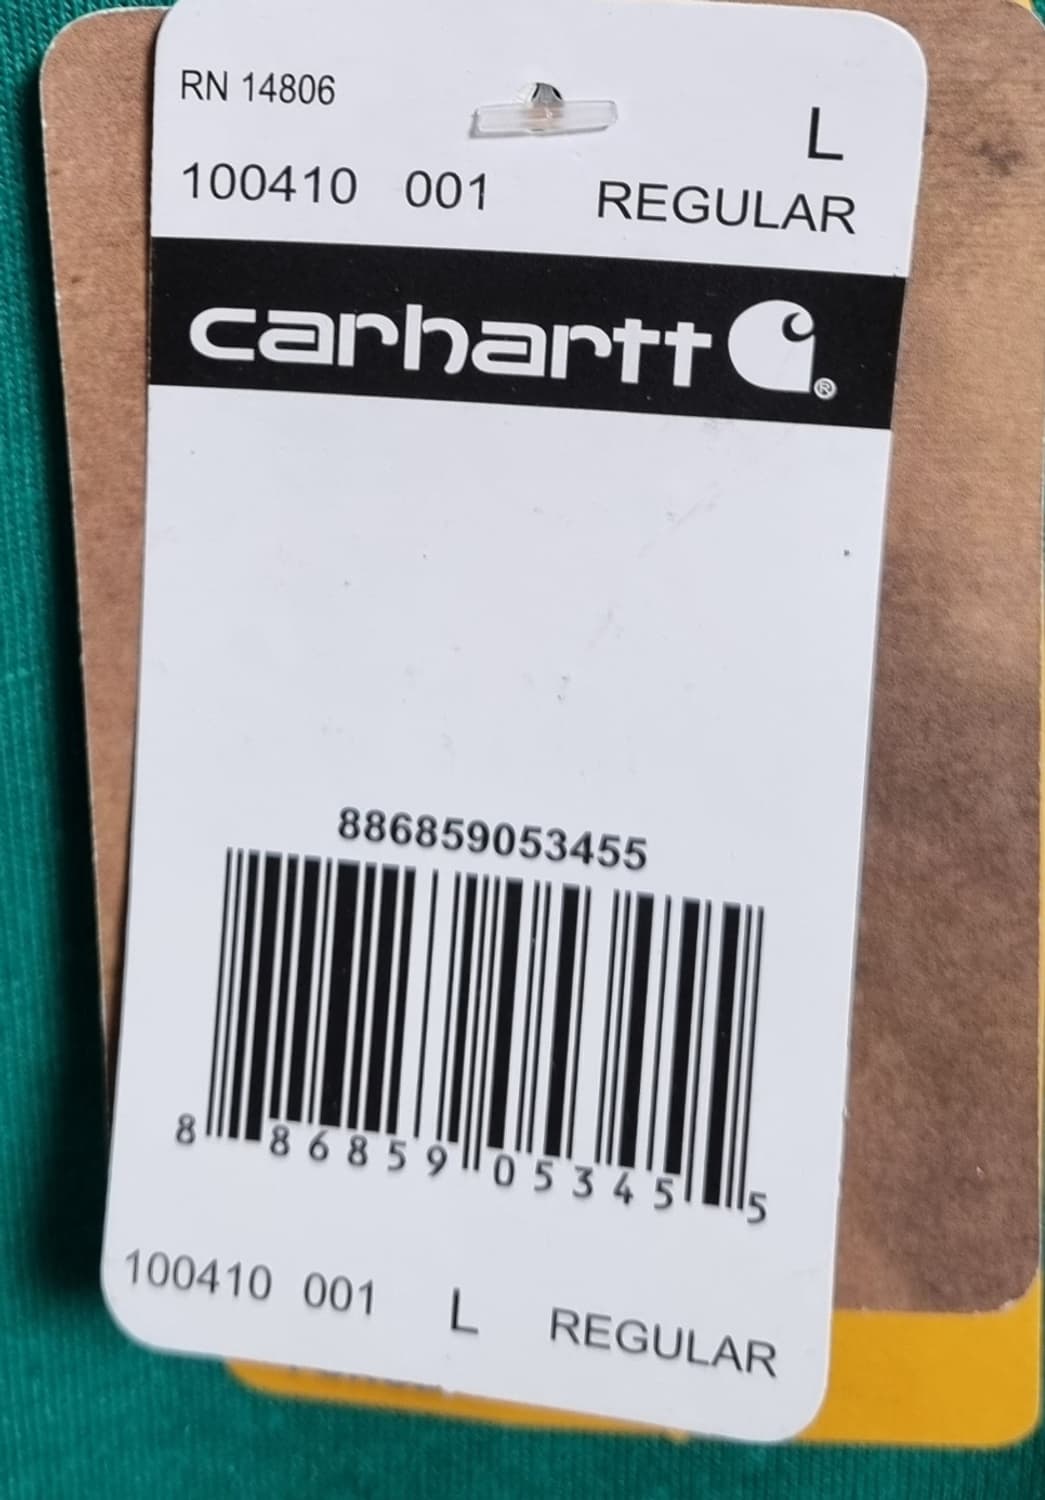 RN 14806
L
100410 001 REGULAR
carhartt ®
886859053455
8 86859 05345 5
100410 001 L REGULAR